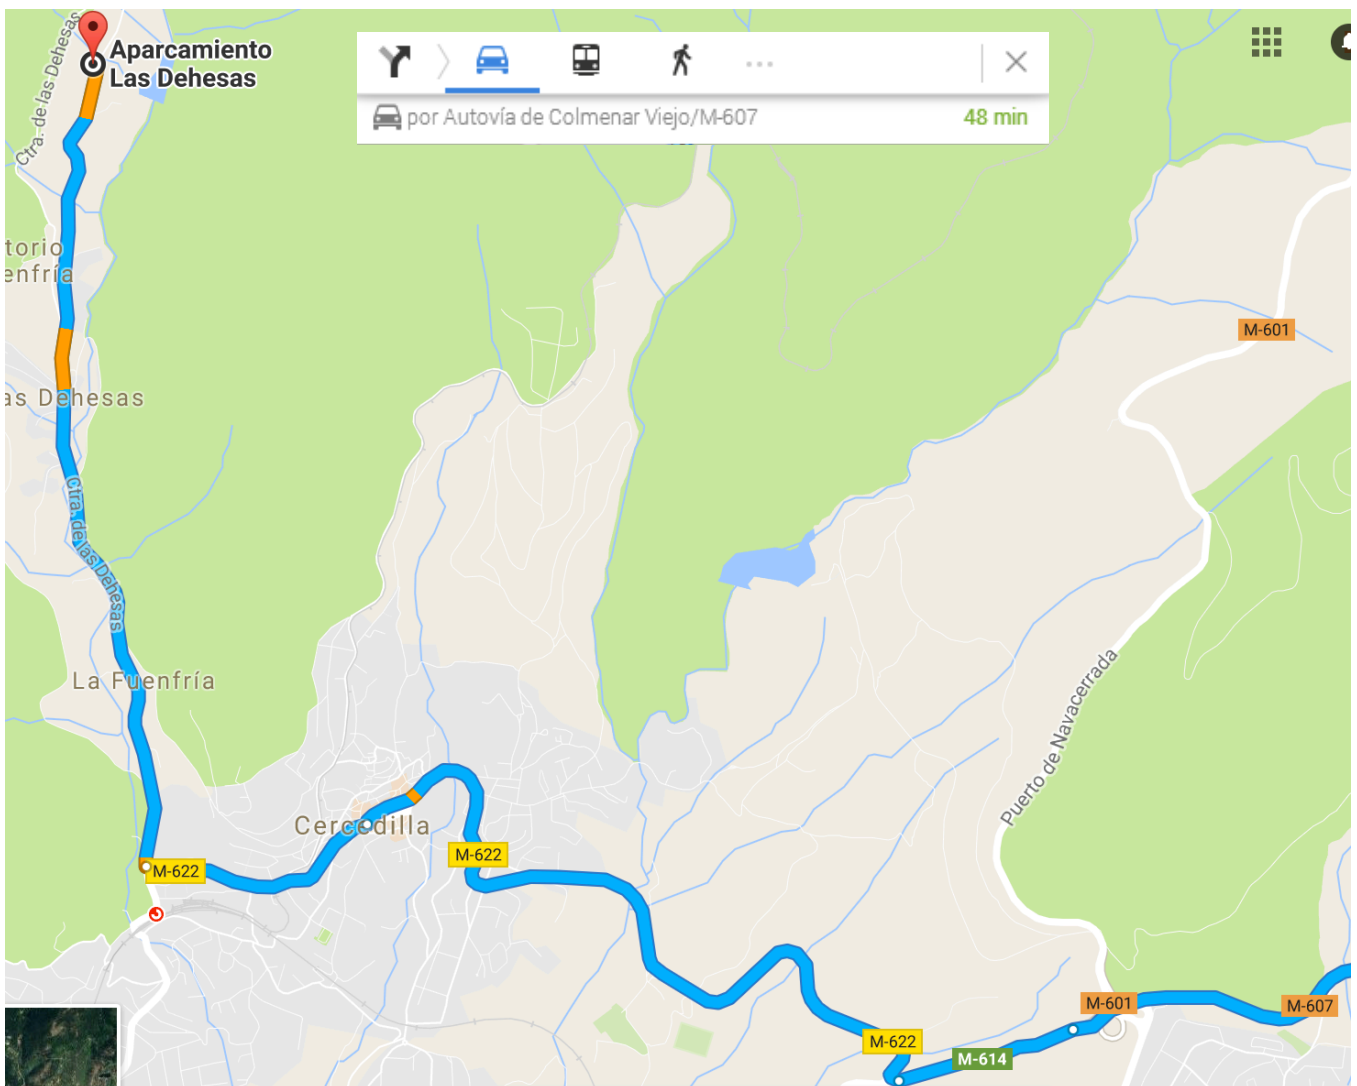 Aparcamiento
Las Dehesas
por Autovía de Colmenar Viejo/M-607
48 min
Ctra. de las Dehesas
torio
enfría
M-601
as Dehesas
Ctra. de las Dehesas
La Fuenfría
Puerto de Navacerrada
Cercedilla
M-622
M-622
M-601
M-607
M-622
M-614